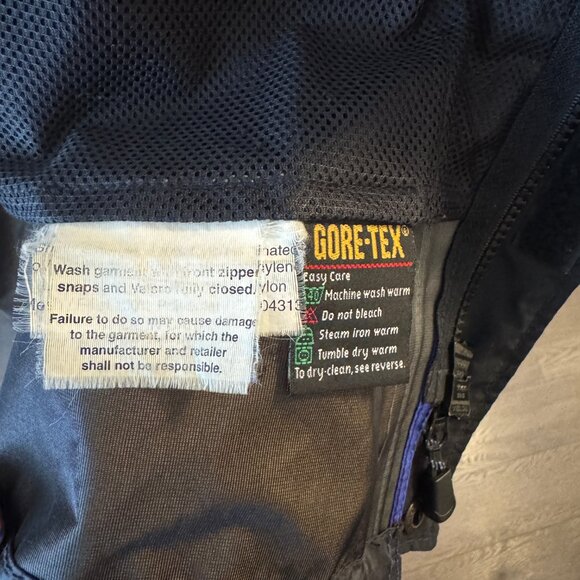 Wash garment with front zipper
snaps and Velcro fully closed.
Failure to do so may cause damage
to the garment, for which the
manufacturer and retailer
shall not be responsible.
04313
GORE-TEX®
Easy Care
Machine wash warm
Do not bleach
Steam iron warm
Tumble dry warm
To dry-clean, see reverse.